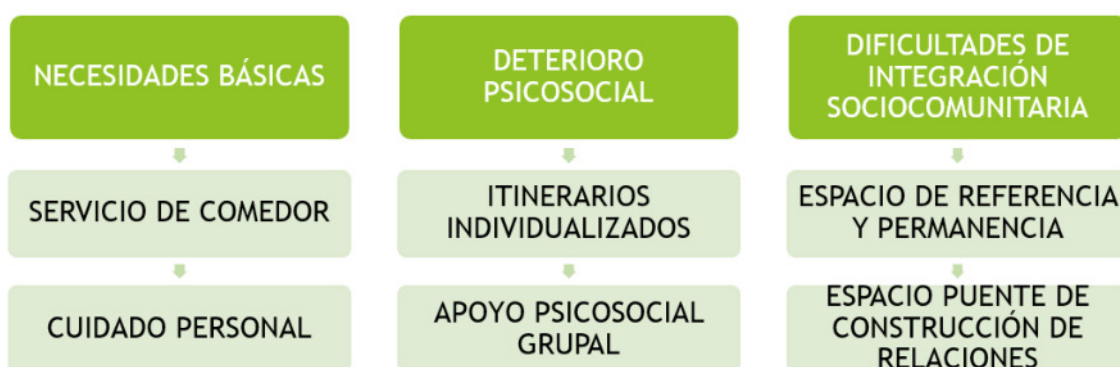 NECESIDADES BÁSICAS
SERVICIO DE COMEDOR
CUIDADO PERSONAL
DETERIORO
PSICOSOCIAL
ITINERARIOS
INDIVIDUALIZADOS
APOYO PSICOSOCIAL
GRUPAL
DIFICULTADES DE
INTEGRACIÓN
SOCIOCOMUNITARIA
ESPACIO DE REFERENCIA
Y PERMANENCIA
ESPACIO PUENTE DE
CONSTRUCCIÓN DE
RELACIONES